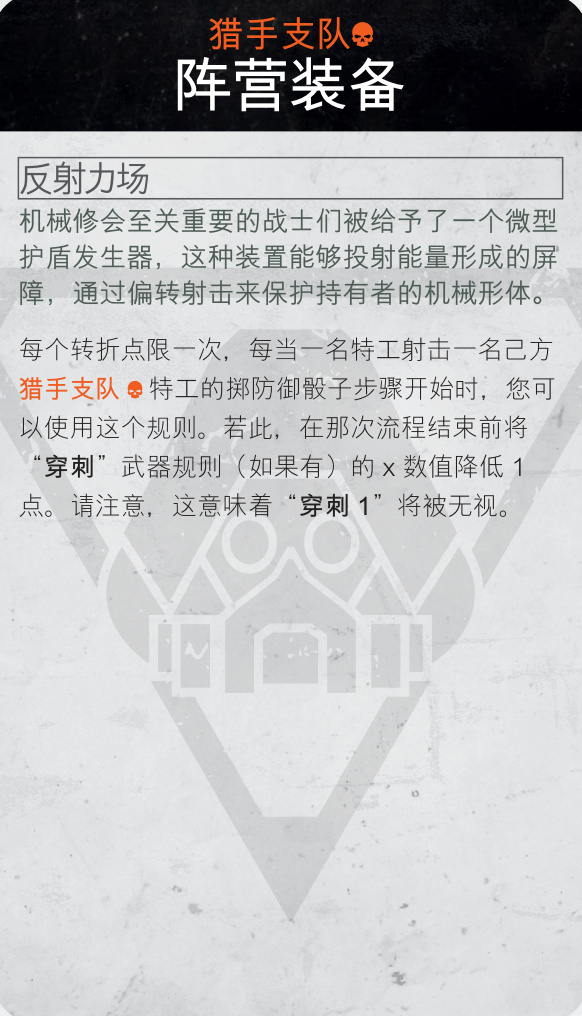 猎手支队
阵营装备
反射力场
机械修会至关重要的战士们被给予了一个微型
护盾发生器，这种装置能够投射能量形成的屏
障，通过偏转射击来保护持有者的机械形体。
每个转折点限一次，每当一名特工射击一名己方
猎手支队 特工的掷防御骰子步骤开始时，您可
以使用这个规则。若此，在那次流程结束前将
“穿刺”武器规则（如果有）的 x 数值降低 1
点。请注意，这意味着“穿刺 1”将被无视。